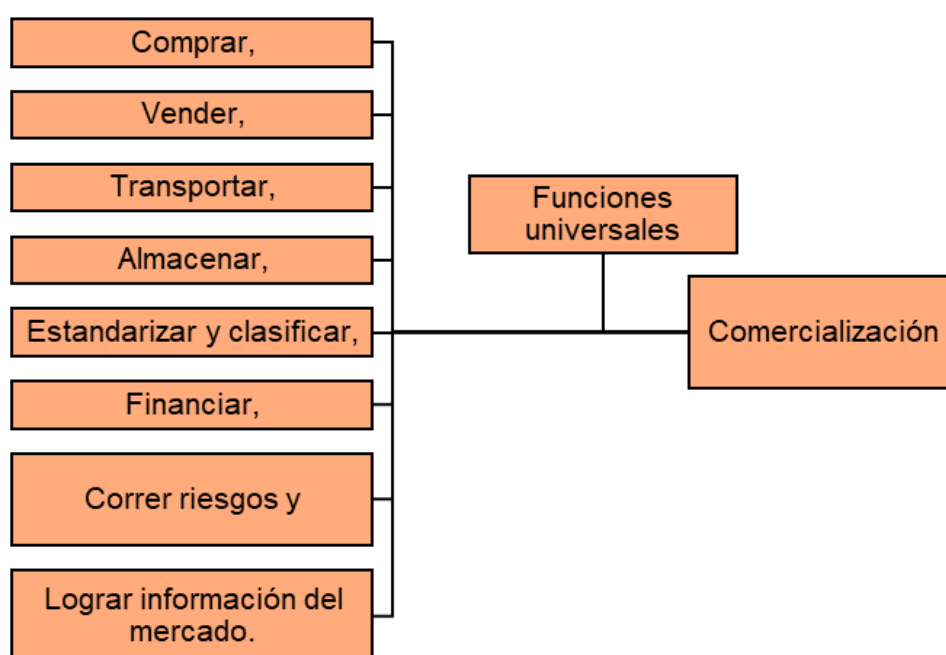 Comprar,
Vender,
Transportar,
Almacenar,
Estandarizar y clasificar,
Financiar,
Correr riesgos y
Lograr información del
mercado.
Funciones
universales
Comercialización